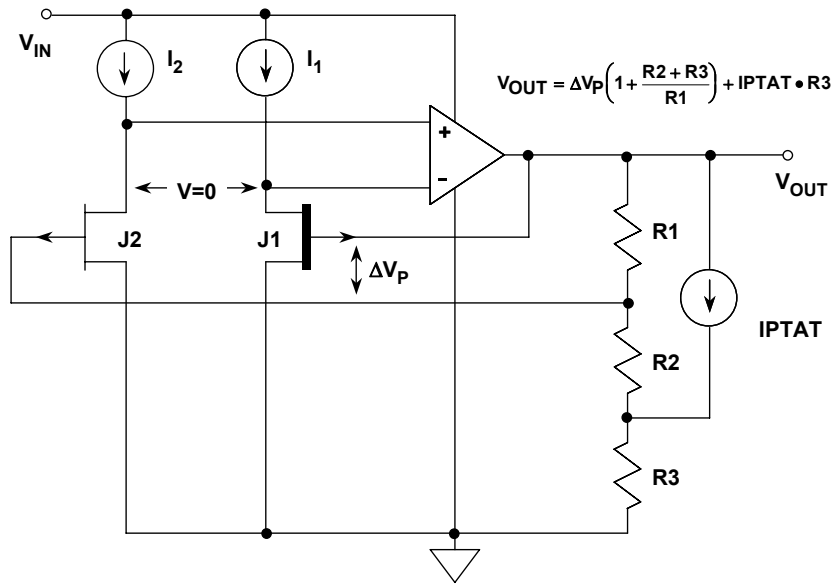 V_IN
I_2
I_1
V_OUT = ΔV_P(1 + (R2 + R3)/R1) + IPTAT • R3
+
-
V=0
V_OUT
J2
J1
R1
ΔV_P
IPTAT
R2
R3